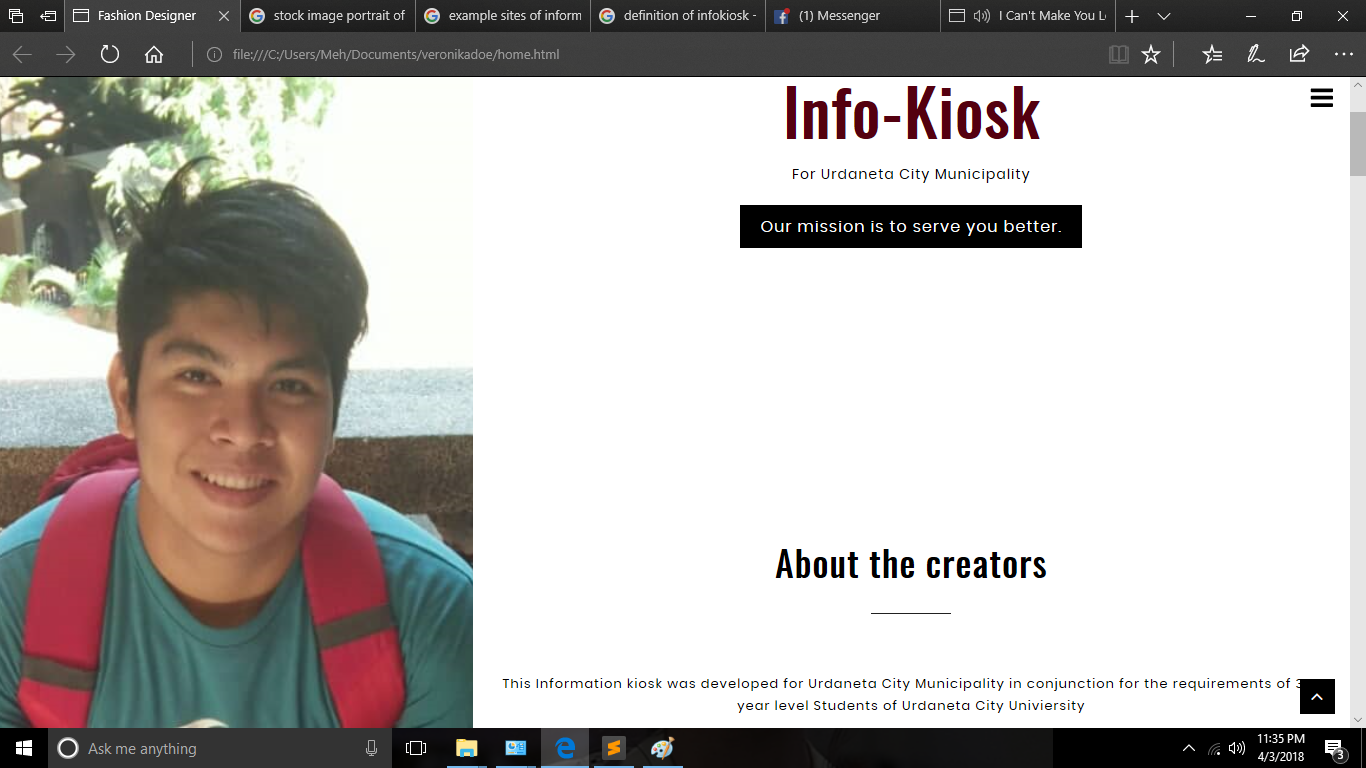 Fashion Designer
stock image portrait of
example sites of inform
definition of infokiosk -
(1) Messenger
I Can't Make You L
file:///C:/Users/Meh/Documents/veronikadoe/home.html
Info-Kiosk
For Urdaneta City Municipality
Our mission is to serve you better.
About the creators
This Information kiosk was developed for Urdaneta City Municipality in conjunction for the requirements of 3
year level Students of Urdaneta City Univiersity
Ask me anything
11:35 PM
4/3/2018
3